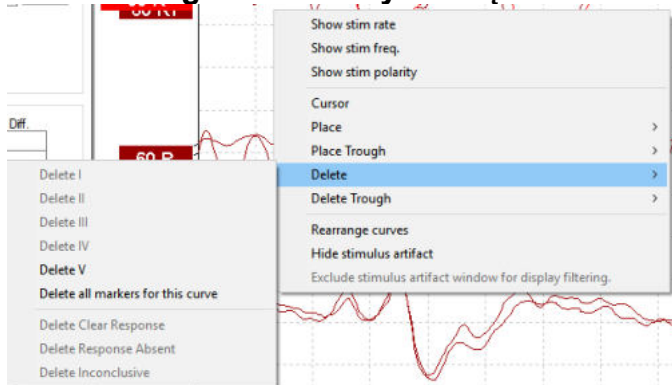 Show stim rate
Show stim freq.
Show stim polarity
Cursor
Place
Place Trough
Delete
Delete Trough
Rearrange curves
Hide stimulus artifact
Exclude stimulus artifact window for display filtering.
Diff.
Delete I
Delete II
Delete III
Delete IV
Delete V
Delete all markers for this curve
Delete Clear Response
Delete Response Absent
Delete Inconclusive